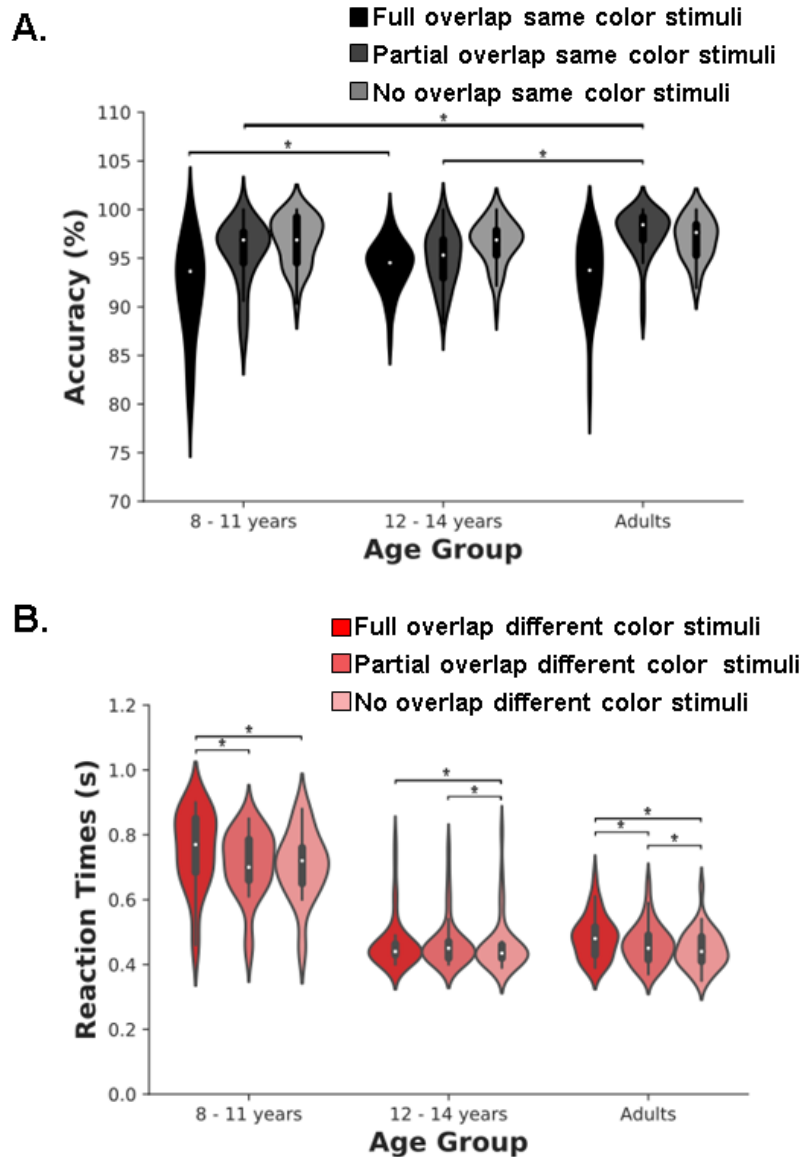 A.
Full overlap same color stimuli
Partial overlap same color stimuli
No overlap same color stimuli
110
105
100
95
90
85
80
75
70
Accuracy (%)
*
*
*
8 - 11 years
12 - 14 years
Adults
Age Group
B.
Full overlap different color stimuli
Partial overlap different color stimuli
No overlap different color stimuli
1.2
1.0
0.8
0.6
0.4
0.2
0.0
Reaction Times (s)
*
*
*
*
*
*
*
8 - 11 years
12 - 14 years
Adults
Age Group